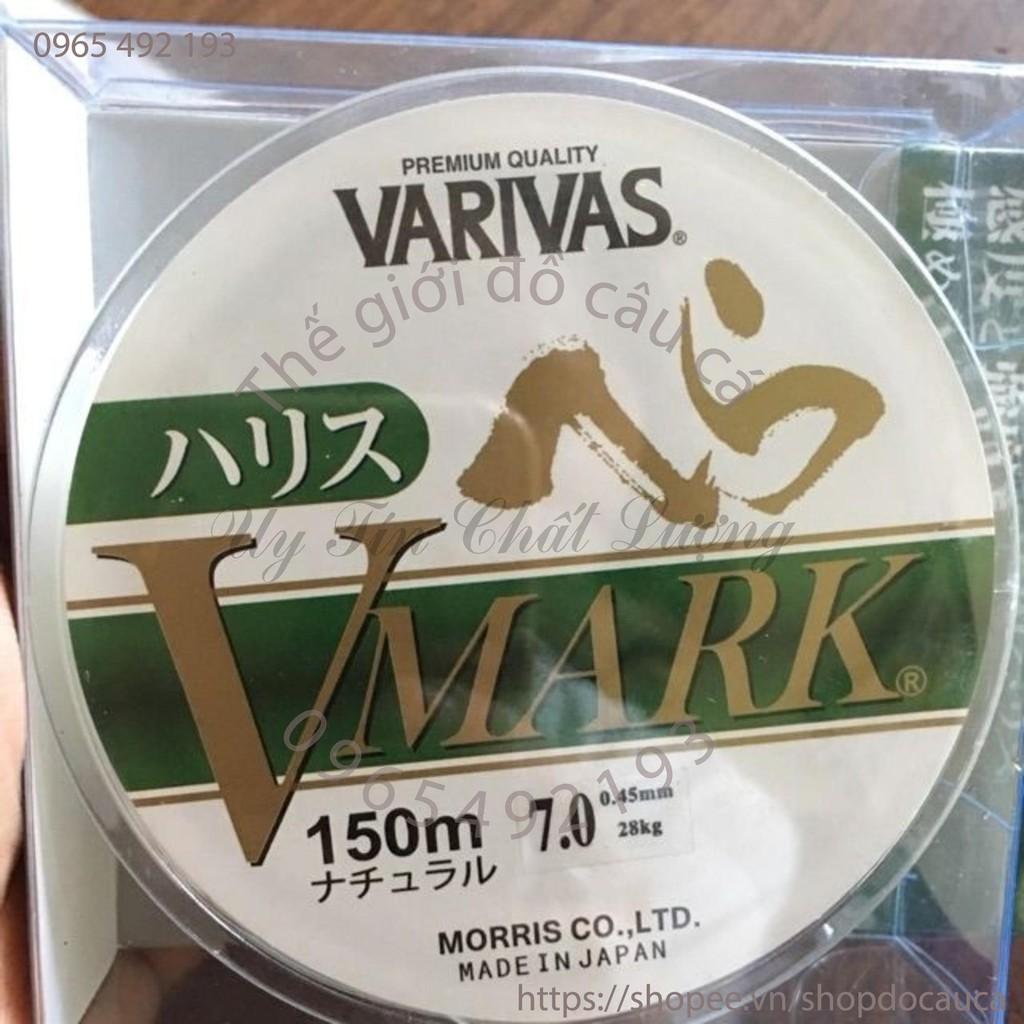 0965 492 193
PREMIUM QUALITY
VARIVAS®
Thế giới đồ câu cá
へら
ハリス
Uy Tín Chất Lượng
VMARK®
0965492193
150m 7.0 0.45mm
28kg
ナチュラル
MORRIS CO.,LTD.
MADE IN JAPAN
https://shopee.vn/shopdocauca